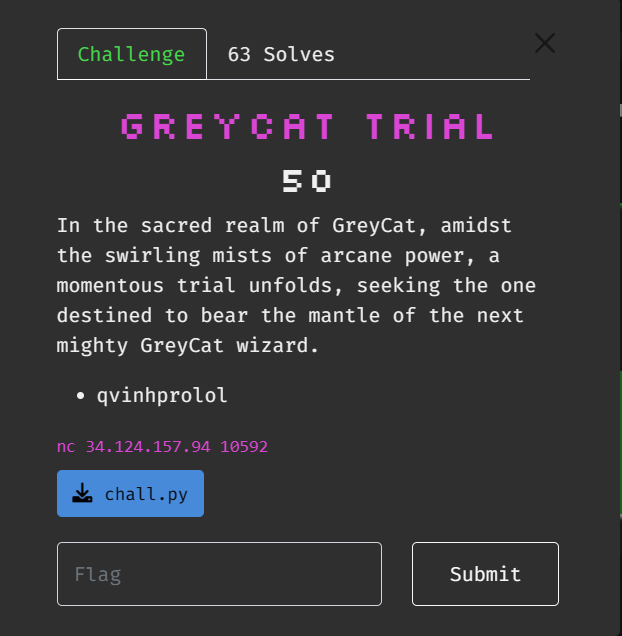 Challenge
63 Solves
GREYCAT TRIAL
50
In the sacred realm of GreyCat, amidst
the swirling mists of arcane power, a
momentous trial unfolds, seeking the one
destined to bear the mantle of the next
mighty GreyCat wizard.
• qvinhprolol
nc 34.124.157.94 10592
chall.py
Flag
Submit